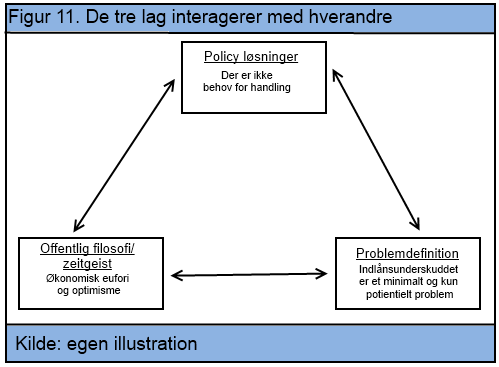 Figur 11. De tre lag interagerer med hverandre
Policy løsninger
Der er ikke
behov for handling
Offentlig filosofi/
zeitgeist
Økonomisk eufori
og optimisme
Problemdefinition
Indlånsunderskuddet
er et minimalt og kun
potientielt problem
Kilde: egen illustration